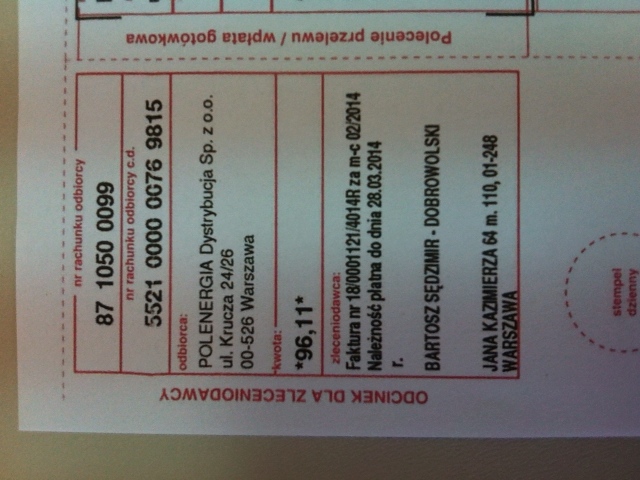 nr rachunku odbiorcy
87 1050 0099
nr rachunku odbiorcy c.d.
5521 0000 0076 9815
odbiorca:
POLENERGIA Dystrybucja Sp. z o.o.
ul. Krucza 24/26
00-526 Warszawa
kwota:
*96,11*
zleceniodawca:
Faktura nr 18/0001121/4014R za m-c 02/2014
Należność płatna do dnia 28.03.2014
r.
BARTOSZ SĘDZIMIR - DOBROWOLSKI
JANA KAZIMIERZA 64 m. 110, 01-248
WARSZAWA
ODCINEK DLA ZLECENIODAWCY
Polecenie przelewu / wpłata gotówkowa
stempel
dzienny